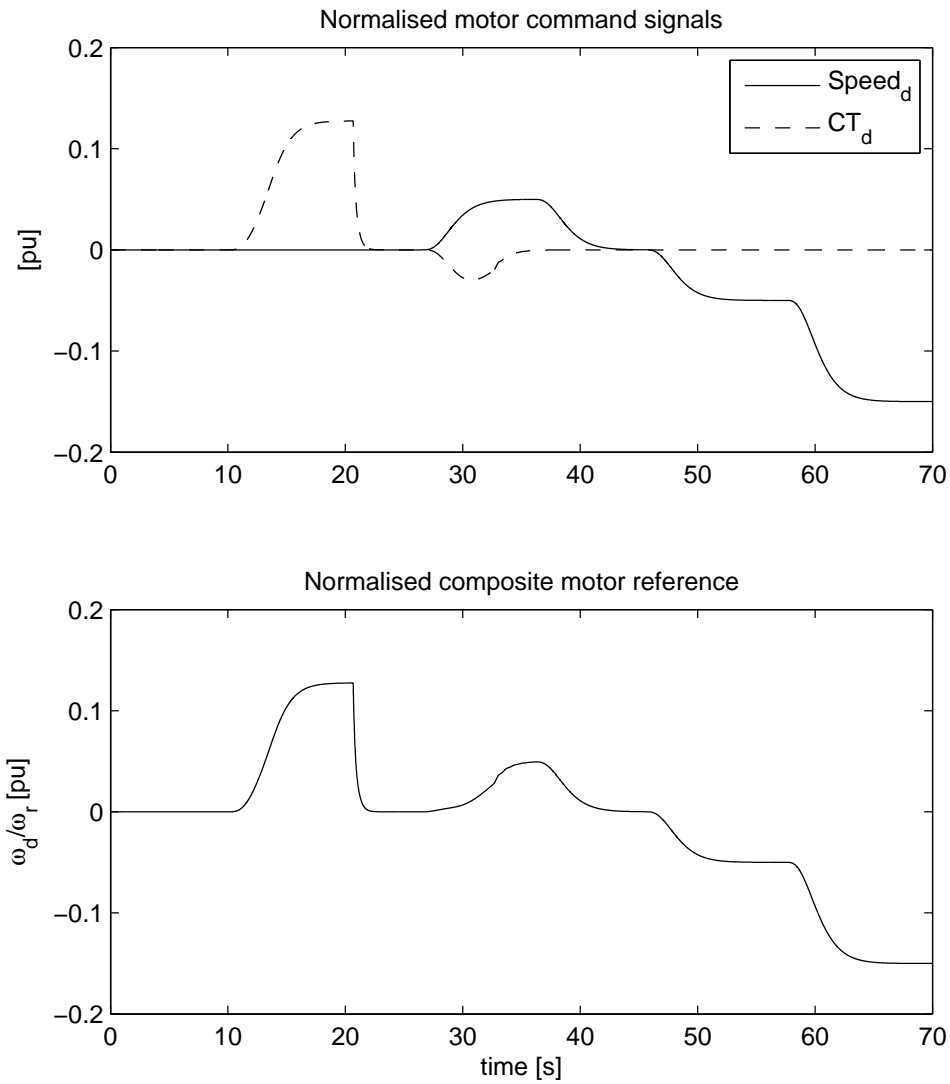 Normalised motor command signals
0.2
0.1
0
−0.1
−0.2
[pu]
Speed_d
CT_d
0 10 20 30 40 50 60 70
Normalised composite motor reference
0.2
0.1
0
−0.1
−0.2
ω_d/ω_r [pu]
0 10 20 30 40 50 60 70
time [s]